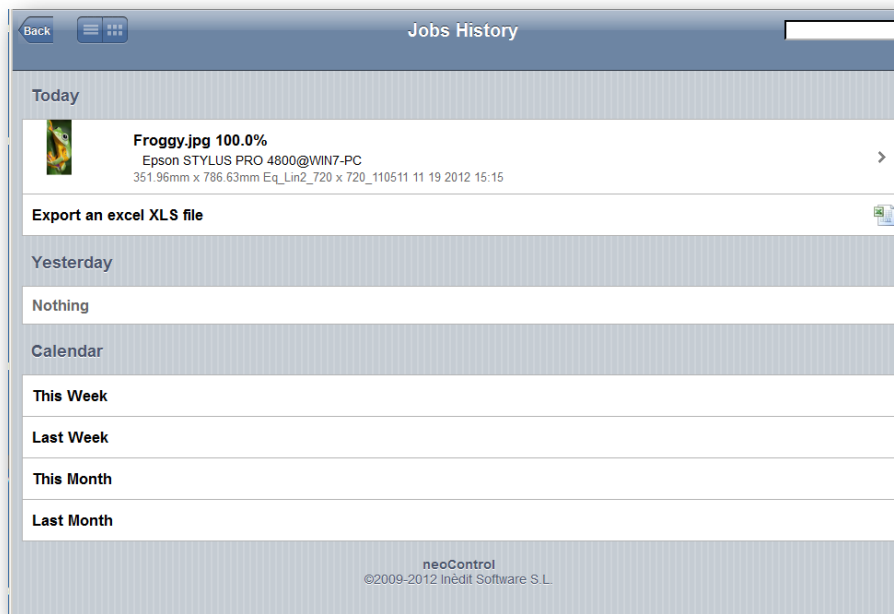 Back
Jobs History
Today
Froggy.jpg 100.0%
Epson STYLUS PRO 4800@WIN7-PC
351.96mm x 786.63mm Eq_Lin2_720 x 720_110511 11 19 2012 15:15
Export an excel XLS file
Yesterday
Nothing
Calendar
This Week
Last Week
This Month
Last Month
neoControl
©2009-2012 Inèdit Software S.L.